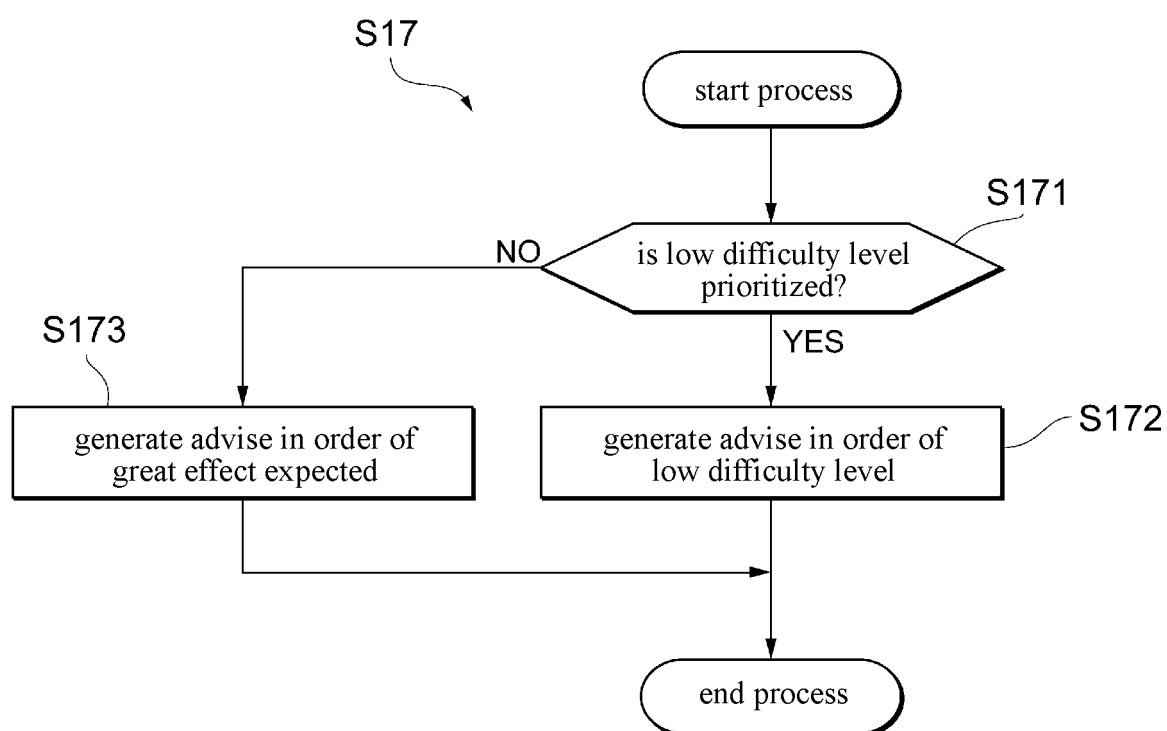 S17
start process
S171
is low difficulty level
prioritized?
NO
YES
S173
generate advise in order of
great effect expected
generate advise in order of
low difficulty level
S172
end process